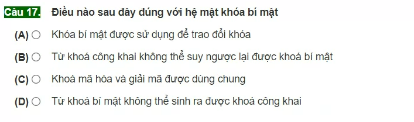 Câu 17. Điều nào sau đây đúng với hệ mật khóa bí mật
(A) Khóa bí mật được sử dụng để trao đổi khóa
(B) Từ khoá công khai không thể suy ngược lại được khoá bí mật
(C) Khoá mã hóa và giải mã được dùng chung
(D) Từ khoá bí mật không thể sinh ra được khoá công khai